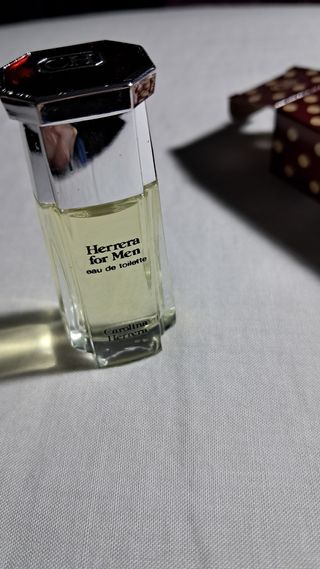 Herrera
for Men
eau de toilette
Carolina
Herrera